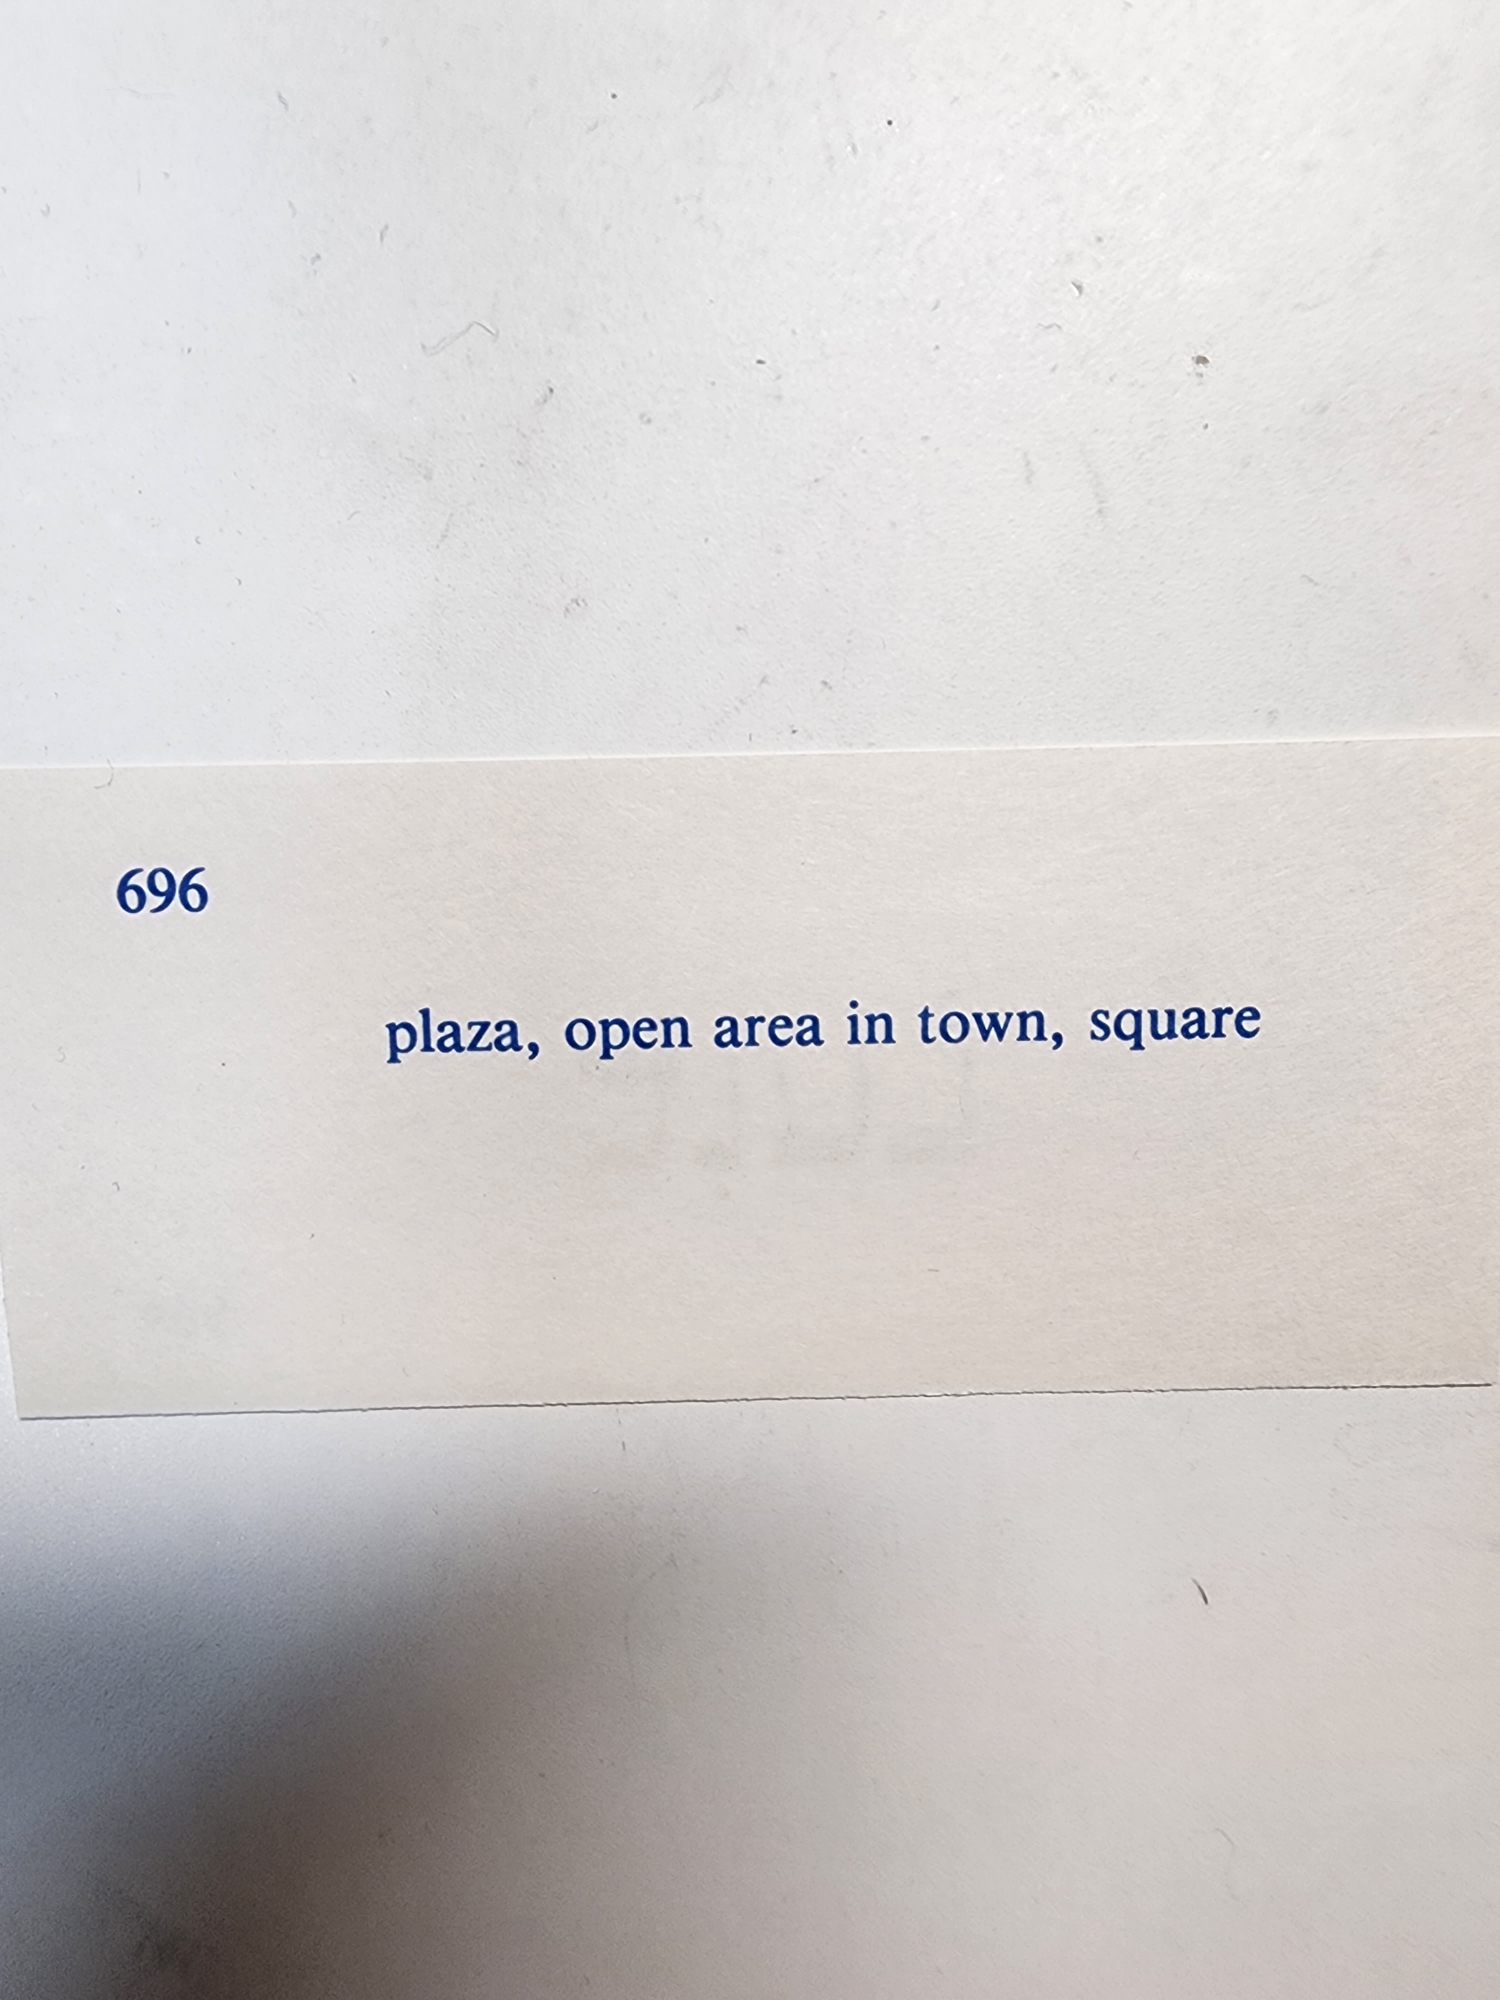 696
plaza, open area in town, square